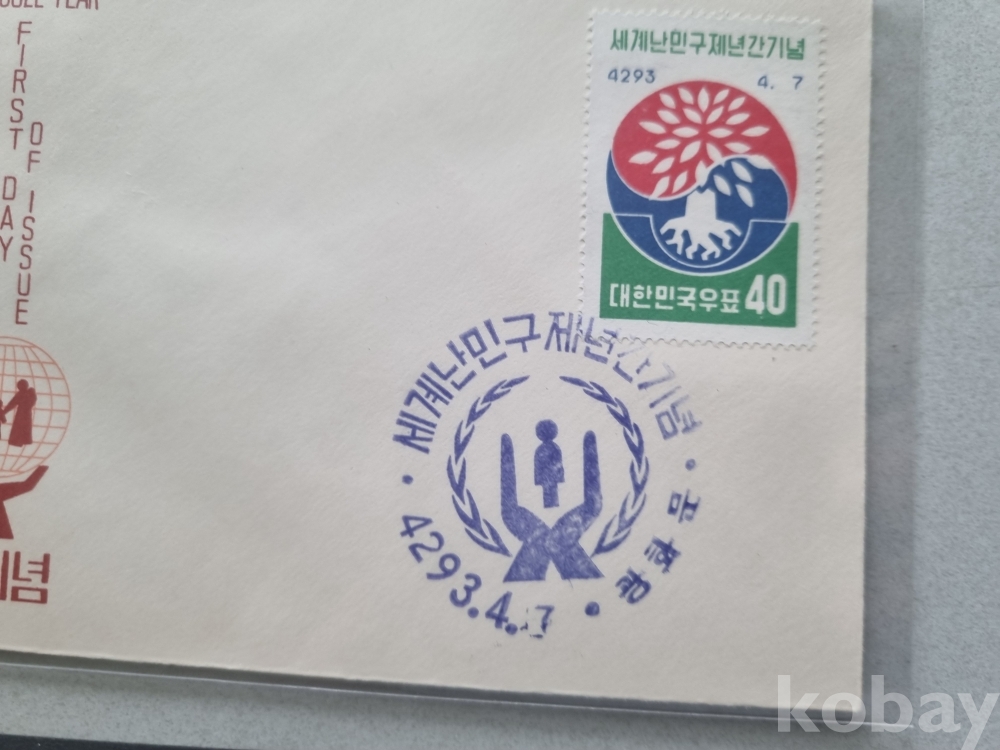 YEAR
FIRST DAY
OF ISSUE
세계난민구제년간기념
4293 4. 7
대한민국우표 40
세계난민구제년간기념
4293.4.7
념
kobay